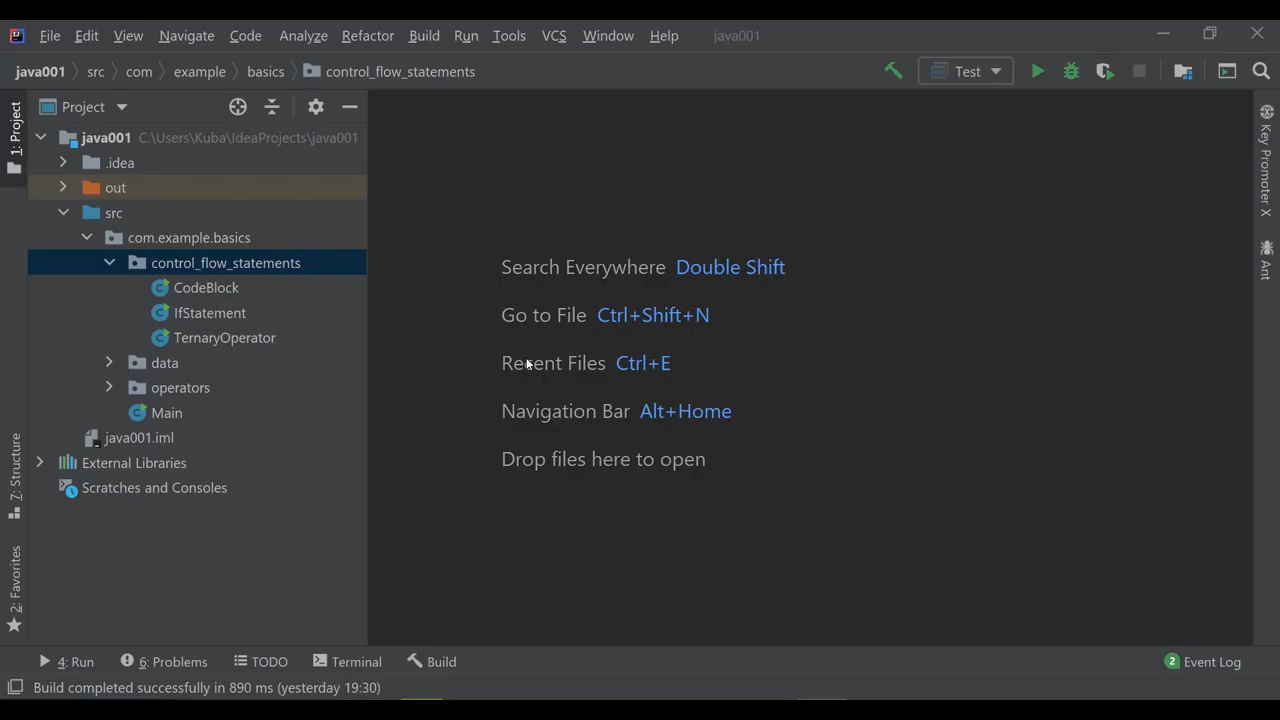 File Edit View Navigate Code Analyze Refactor Build Run Tools VCS Window Help java001
java001 src com example basics control_flow_statements Test
Project
java001 C:\Users\Kuba\IdeaProjects\java001
.idea
out
src
com.example.basics
control_flow_statements
CodeBlock
IfStatement
TernaryOperator
data
operators
Main
java001.iml
External Libraries
Scratches and Consoles
1: Project
7: Structure
2: Favorites
Search Everywhere Double Shift
Go to File Ctrl+Shift+N
Recent Files Ctrl+E
Navigation Bar Alt+Home
Drop files here to open
Key Promoter X
Ant
4: Run 6: Problems TODO Terminal Build 2 Event Log
Build completed successfully in 890 ms (yesterday 19:30)